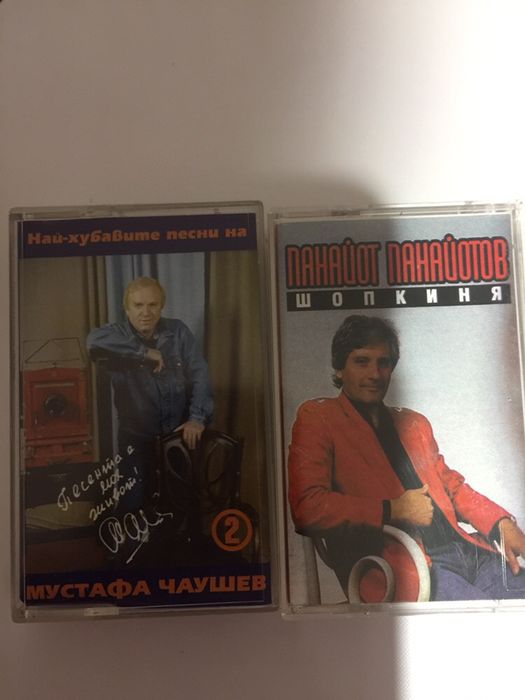 Най-хубавите песни на
Песента е
моя
живот!
2
МУСТАФА ЧАУШЕВ
ПАНАЙОТ ПАНАЙОТОВ
ШОПКИНЯ